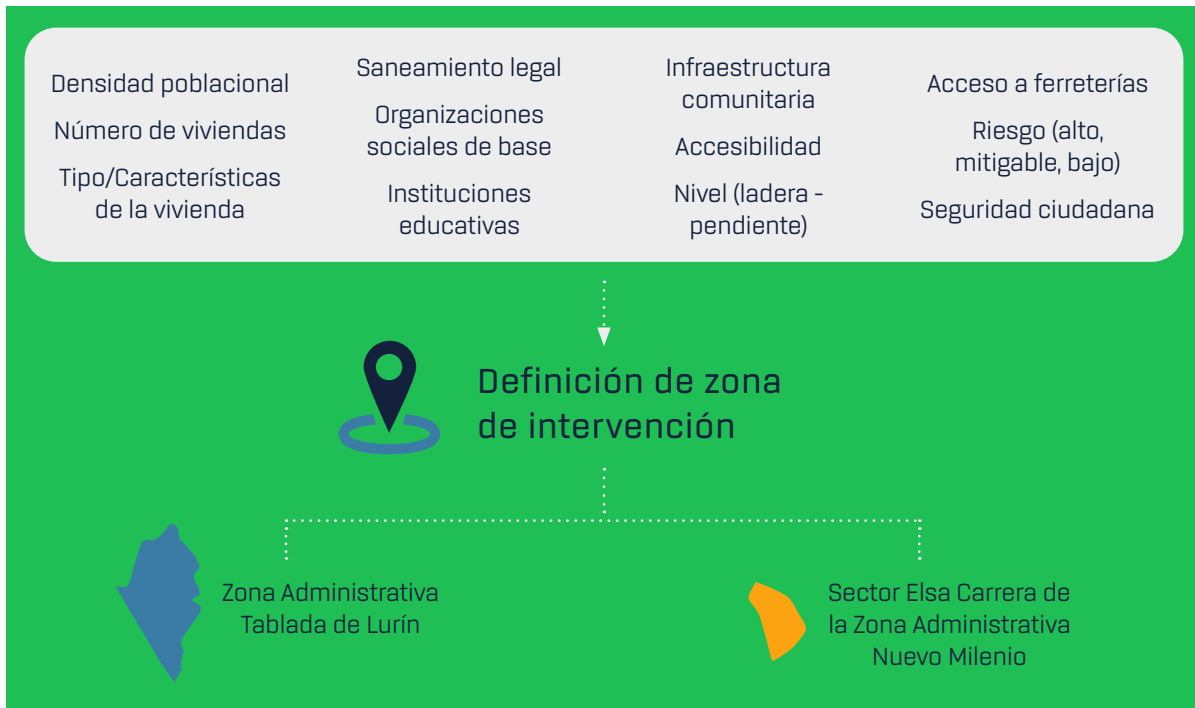 Densidad poblacional
Número de viviendas
Tipo/Características
de la vivienda
Saneamiento legal
Organizaciones
sociales de base
Instituciones
educativas
Infraestructura
comunitaria
Accesibilidad
Nivel (ladera -
pendiente)
Acceso a ferreterías
Riesgo (alto,
mitigable, bajo)
Seguridad ciudadana
Definición de zona
de intervención
Zona Administrativa
Tablada de Lurín
Sector Elsa Carrera de
la Zona Administrativa
Nuevo Milenio